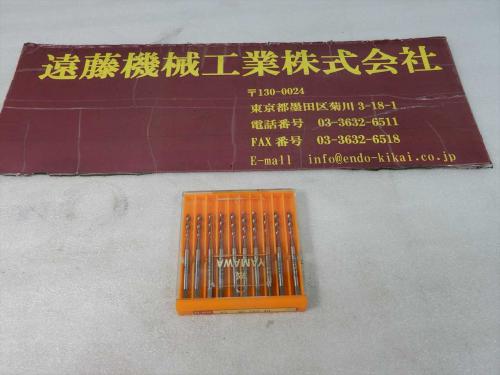 遠藤機械工業株式会社
〒130-0024
東京都墨田区菊川 3-18-1
電話番号 03-3632-6511
FAX 番号 03-3632-6518
E-mail info@endo-kikai.co.jp
YAMAWA